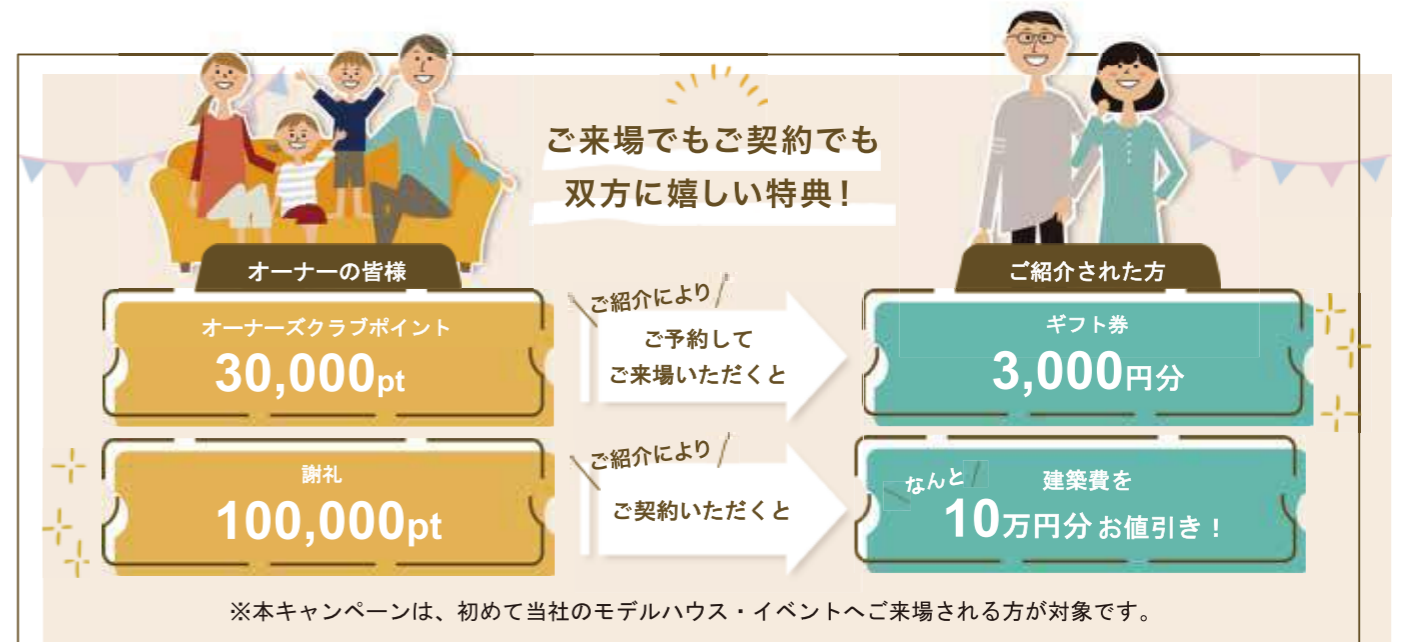 ご来場でもご契約でも
双方に嬉しい特典！
オーナーの皆様
ご紹介された方
オーナーズクラブポイント
30,000pt
ご紹介により
ご予約して
ご来場いただくと
ギフト券
3,000円分
謝礼
100,000pt
ご紹介により
ご契約いただくと
なんと
建築費を
10万円分お値引き！
※本キャンペーンは、初めて当社のモデルハウス・イベントへご来場される方が対象です。